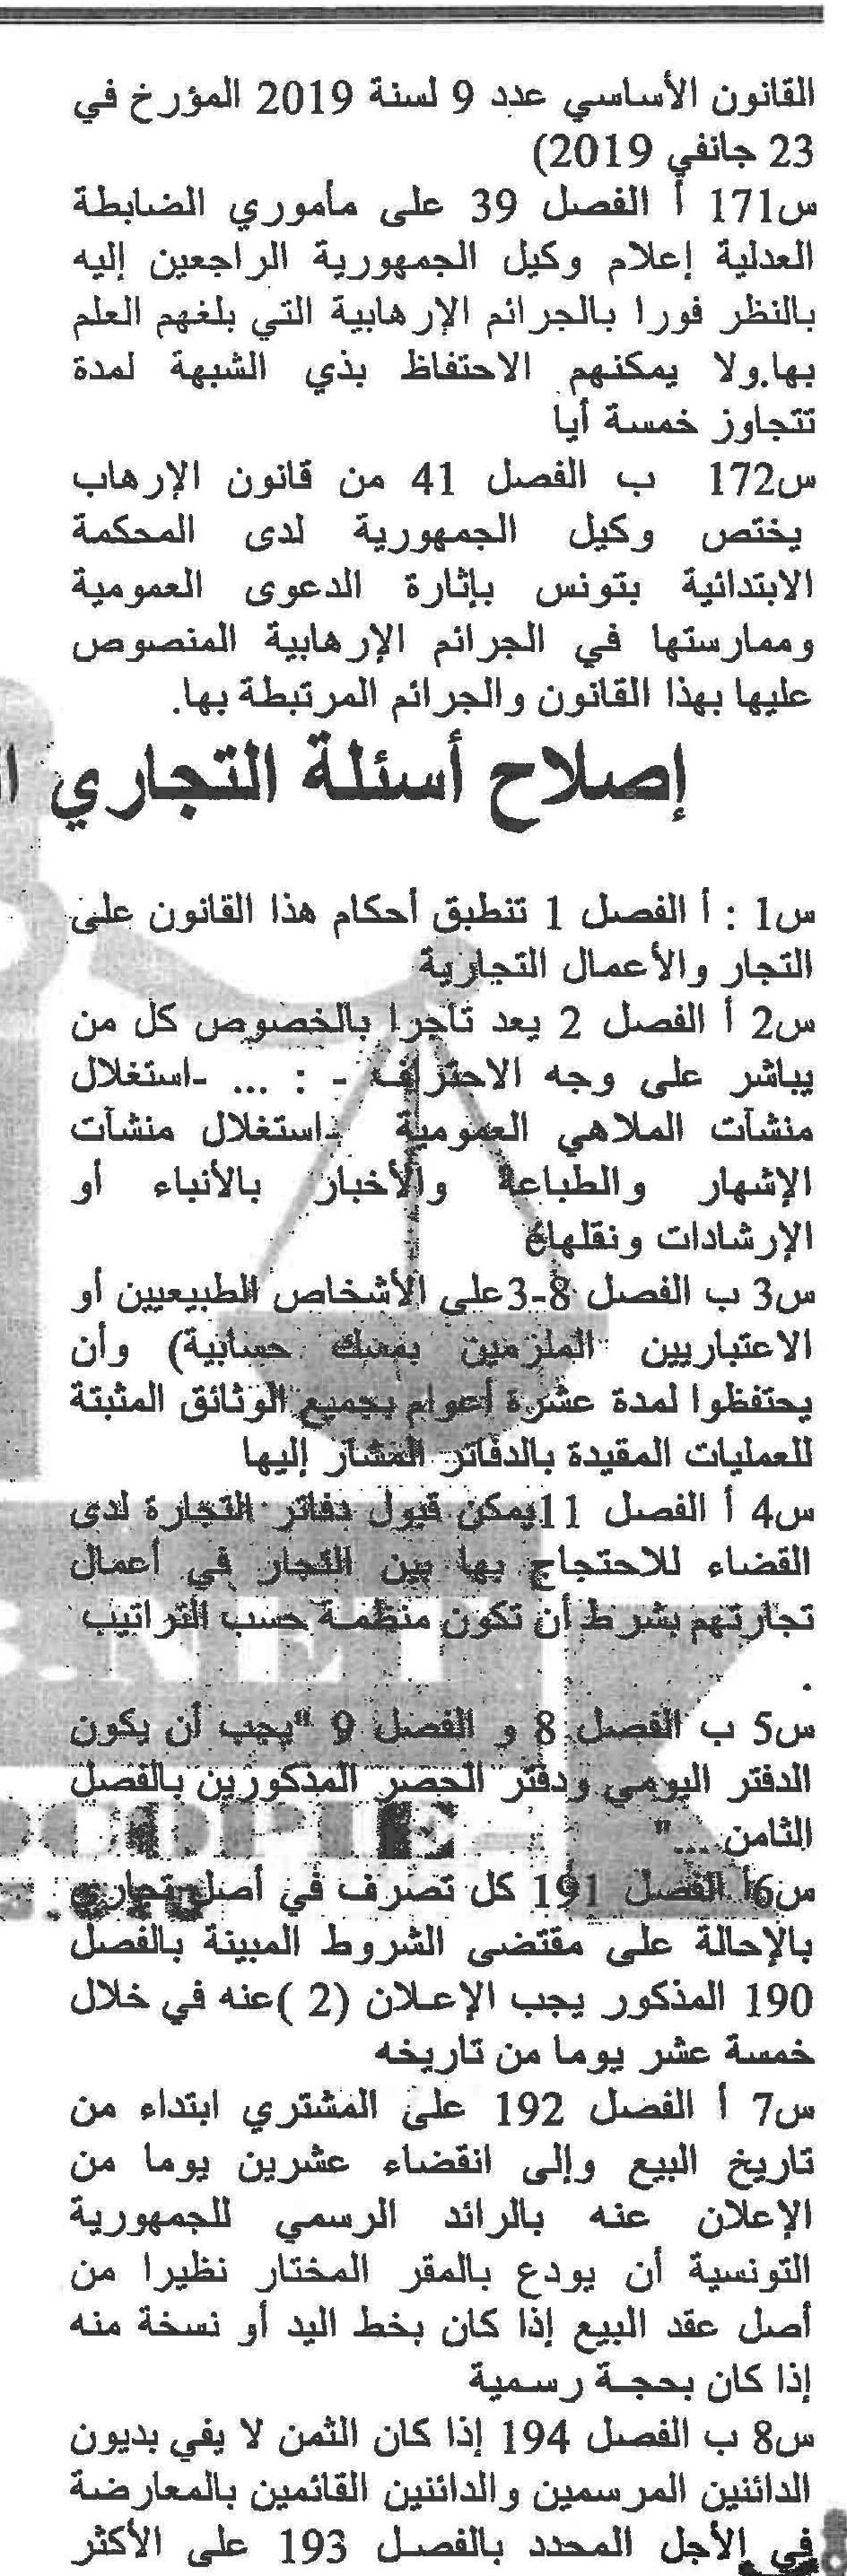 القانون الأساسي عدد 9 لسنة 2019 المؤرخ في
23 جانفي 2019)
س171 أ الفصل 39 على مأموري الضابطة
العدلية إعلام وكيل الجمهورية الراجعين إليه
بالنظر فورا بالجرائم الإرهابية التي بلغهم العلم
بها.ولا يمكنهم الاحتفاظ بذي الشبهة لمدة
تتجاوز خمسة أيا
س172 ب الفصل 41 من قانون الإرهاب
يختص وكيل الجمهورية لدى المحكمة
الابتدائية بتونس بإثارة الدعوى العمومية
وممارستها في الجرائم الإرهابية المنصوص
عليها بهذا القانون والجرائم المرتبطة بها.
إصلاح أسئلة التجاري ال
س1 : أ الفصل 1 تنطبق أحكام هذا القانون على
التجار والأعمال التجارية
س2 أ الفصل 2 يعد تاجرا بالخصوص كل من
يباشر على وجه الاحتراف - : ... -استغلال
منشآت الملاهي العمومية -استغلال منشآت
الإشهار والطباعة والأخبار بالأنباء أو
الإرشادات ونقلها
س3 ب الفصل 8-3على الأشخاص الطبيعيين أو
الاعتباريين الملزمين بمسك حسابية) وأن
يحتفظوا لمدة عشرة أعوام بجميع الوثائق المثبتة
للعمليات المقيدة بالدفاتر المشار إليها
س4 أ الفصل 11يمكن قبول دفاتر التجارة لدى
القضاء للاحتجاج بها بين التجار في أعمال
تجارتهم بشرط أن تكون منظمة حسب التراتيب
.
س5 ب الفصل 8 و الفصل 9 "يجب أن يكون
الدفتر اليومي ودفتر الحصر المذكورين بالفصل
الثامن..."
س6أ الفصل 191 كل تصرف في أصل تجاري
بالإحالة على مقتضى الشروط المبينة بالفصل
190 المذكور يجب الإعلان (2 )عنه في خلال
خمسة عشر يوما من تاريخه
س7 أ الفصل 192 على المشتري ابتداء من
تاريخ البيع وإلى انقضاء عشرين يوما من
الإعلان عنه بالرائد الرسمي للجمهورية
التونسية أن يودع بالمقر المختار نظيرا من
أصل عقد البيع إذا كان بخط اليد أو نسخة منه
إذا كان بحجة رسمية
س8 ب الفصل 194 إذا كان الثمن لا يفي بديون
الدائنين المرسمين والدائنين القائمين بالمعارضة
في الأجل المحدد بالفصل 193 على الأكثر